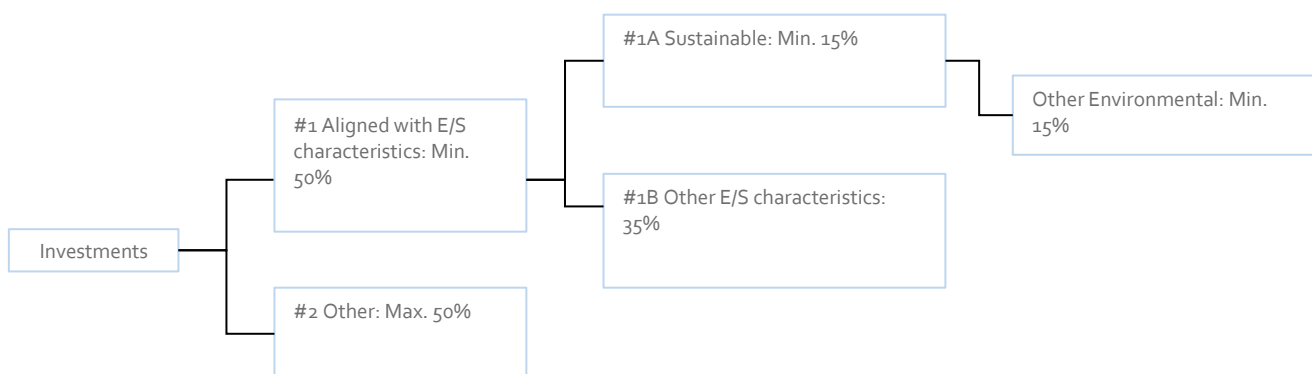 Investments
#1 Aligned with E/S
characteristics: Min.
50%
#2 Other: Max. 50%
#1A Sustainable: Min. 15%
#1B Other E/S characteristics:
35%
Other Environmental: Min.
15%